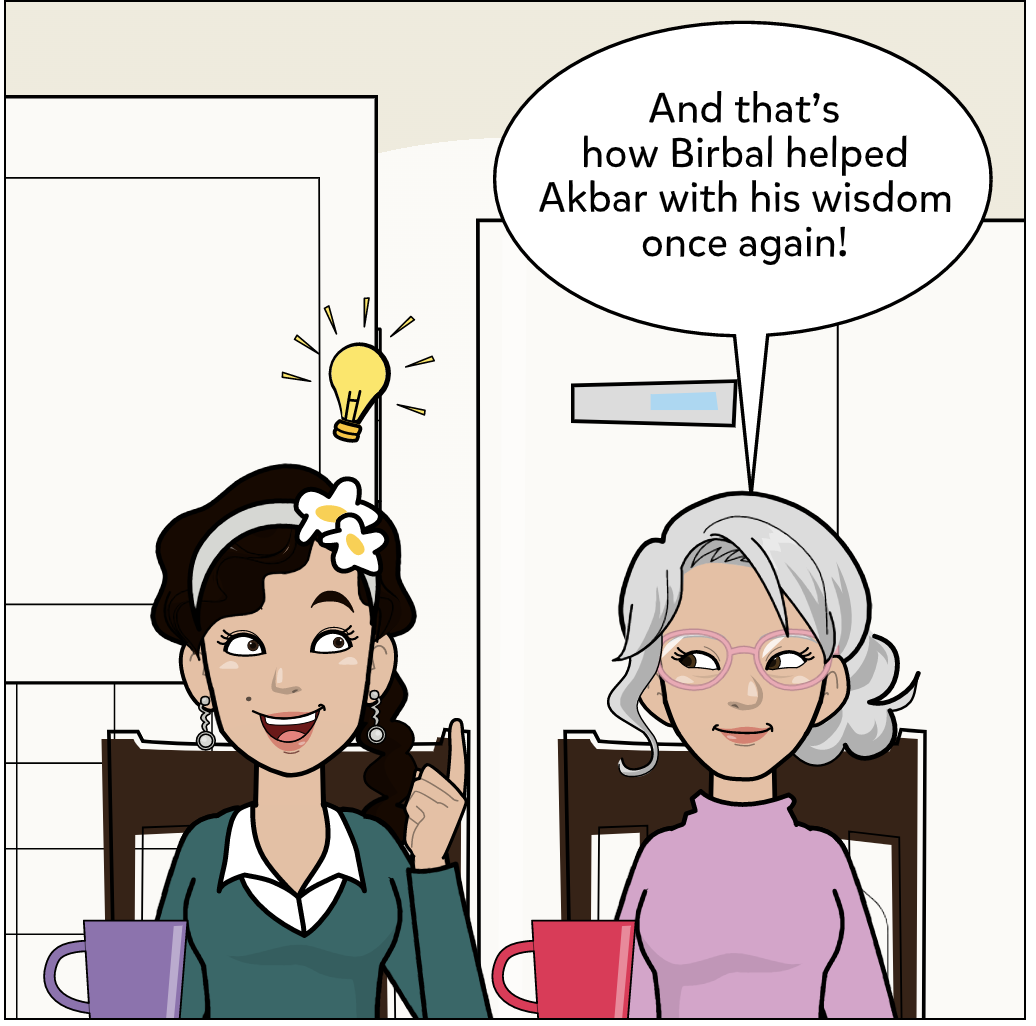 And that's
how Birbal helped
Akbar with his wisdom
once again!